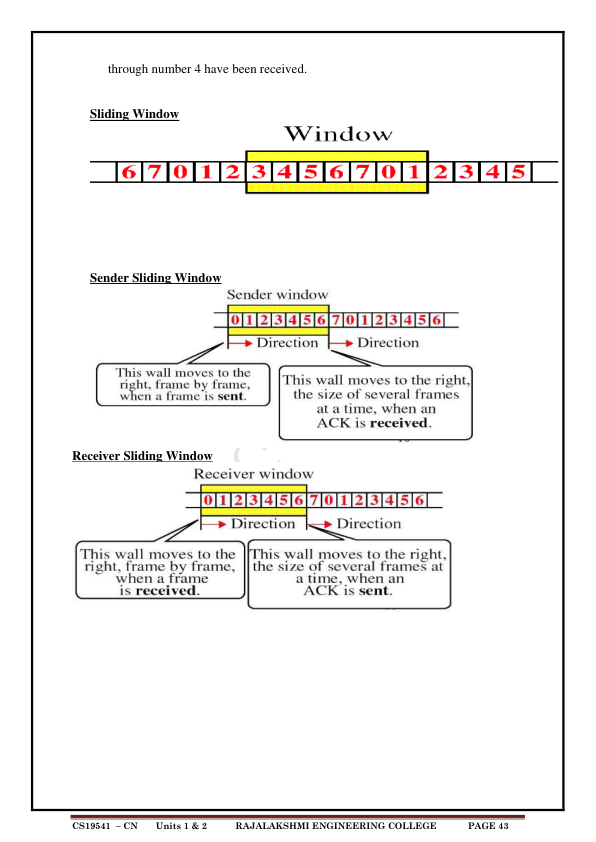 through number 4 have been received.
Sliding Window
Window
6 7 0 1 2 3 4 5 6 7 0 1 2 3 4 5
Sender Sliding Window
Sender window
0 1 2 3 4 5 6 7 0 1 2 3 4 5 6
Direction Direction
This wall moves to the
right, frame by frame,
when a frame is sent.
This wall moves to the right,
the size of several frames
at a time, when an
ACK is received.
Receiver Sliding Window
Receiver window
0 1 2 3 4 5 6 7 0 1 2 3 4 5 6
Direction Direction
This wall moves to the
right, frame by frame,
when a frame
is received.
This wall moves to the right,
the size of several frames at
a time, when an
ACK is sent.
CS19541 – CN Units 1 & 2 RAJALAKSHMI ENGINEERING COLLEGE PAGE 43